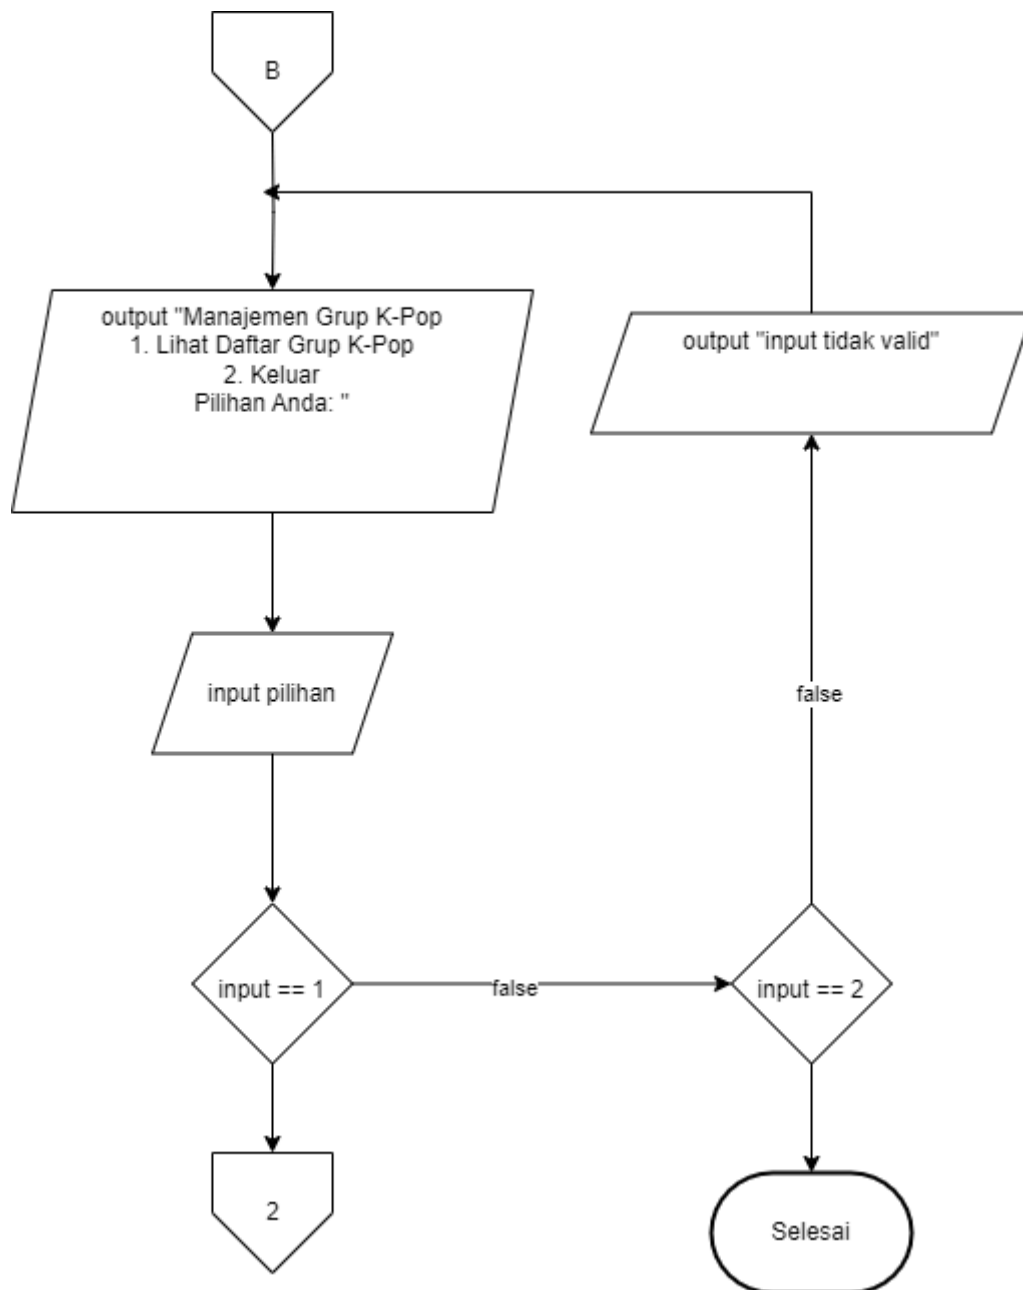 B
output "Manajemen Grup K-Pop
1. Lihat Daftar Grup K-Pop
2. Keluar
Pilihan Anda: "
output "input tidak valid"
input pilihan
false
input == 1
false
input == 2
2
Selesai